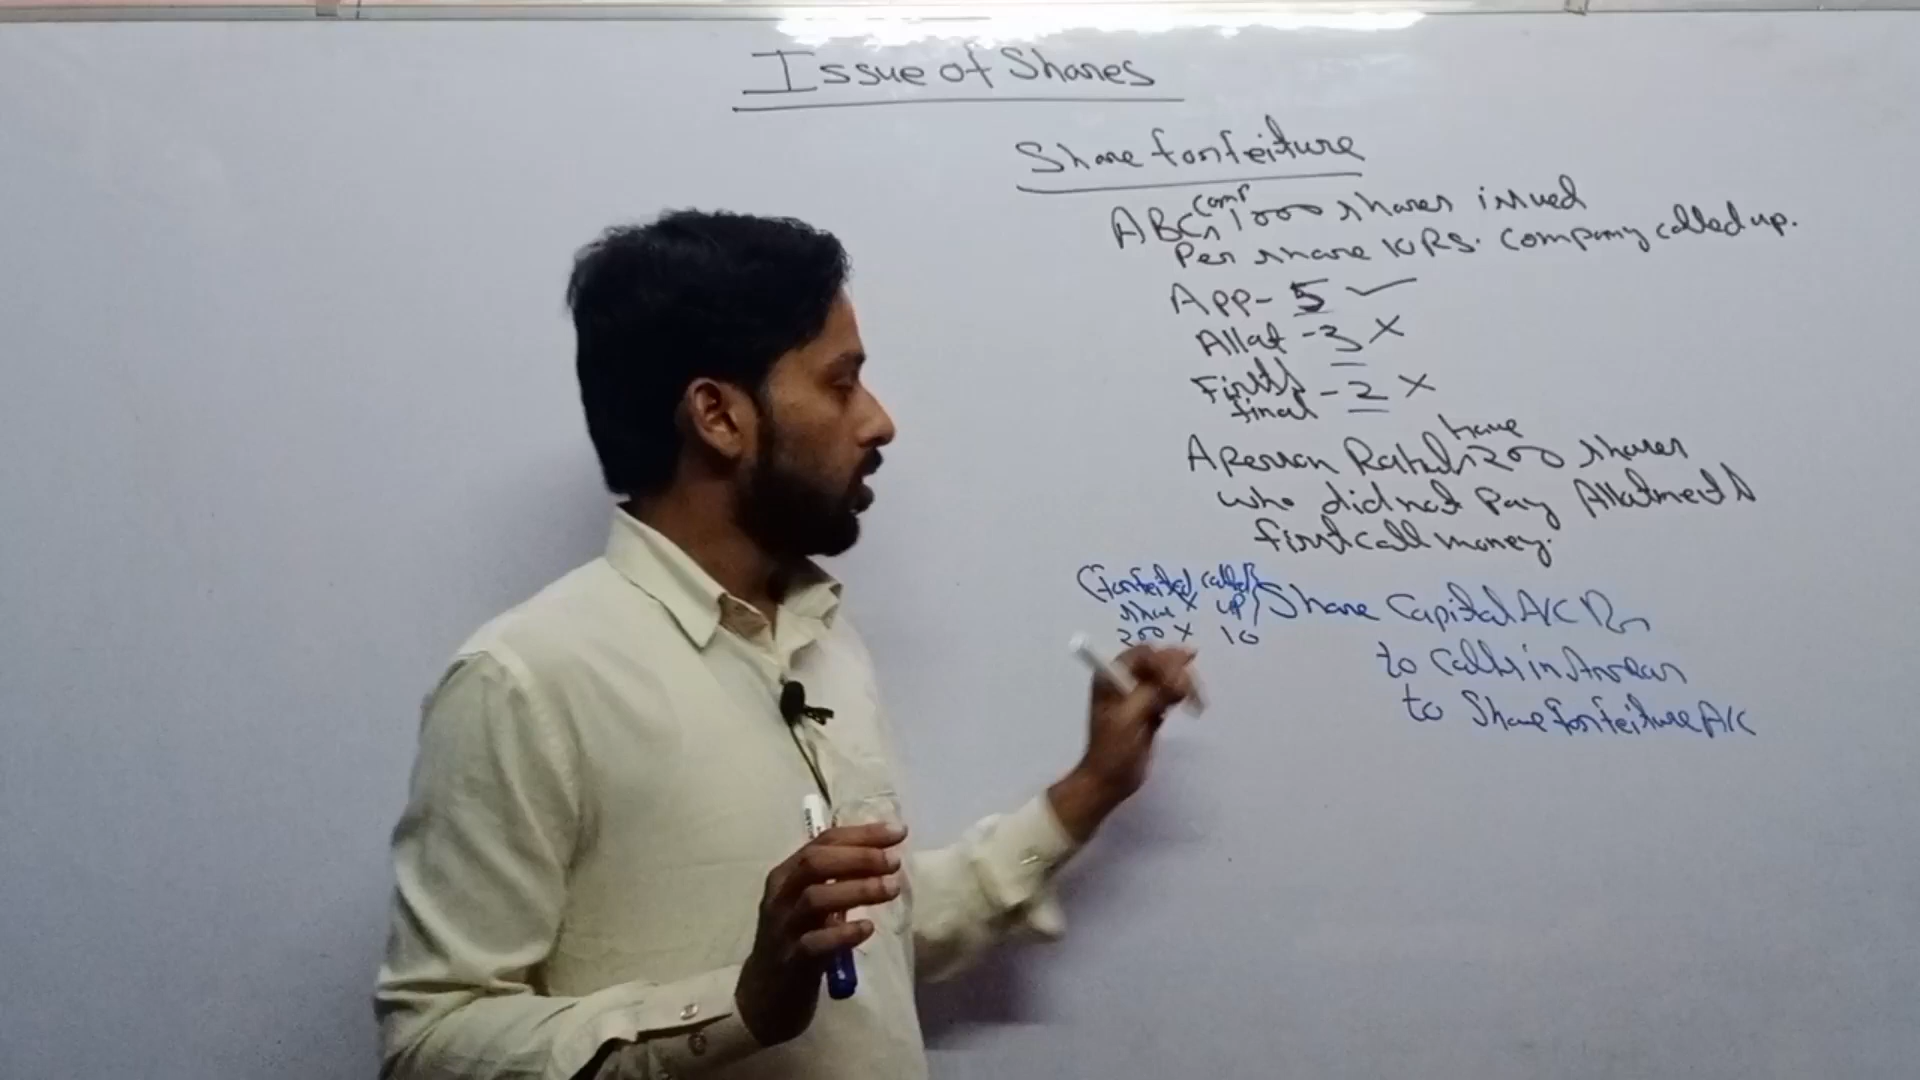 Issue of Shares
Share forfeiture
ABC comp 1000 shares issued
Per share 10 RS. Company called up.
App - 5 ✓
Allot - 3 ×
First & final - 2 ×
A Person Rahul have 200 shares
who did not pay Allotment &
first call money.
(forfeited share × called up) Share Capital A/C Dr
200 × 10
to Calls in Arrear
to Share forfeiture A/C